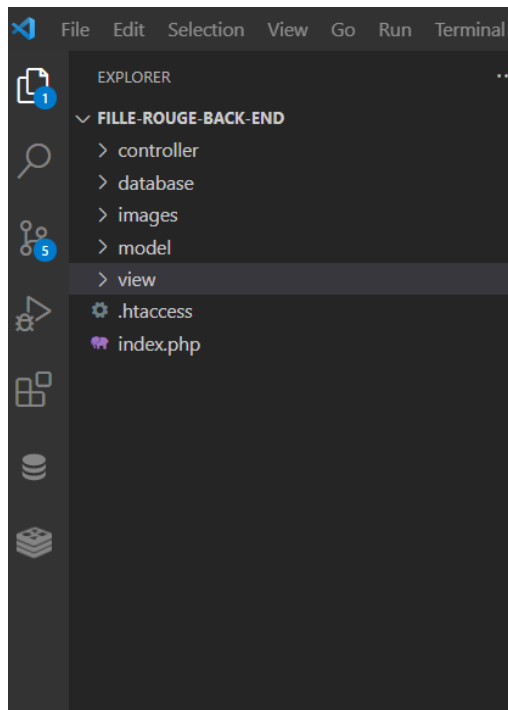 File Edit Selection View Go Run Terminal
EXPLORER
1
FILLE-ROUGE-BACK-END
controller
database
images
model
5
view
.htaccess
index.php